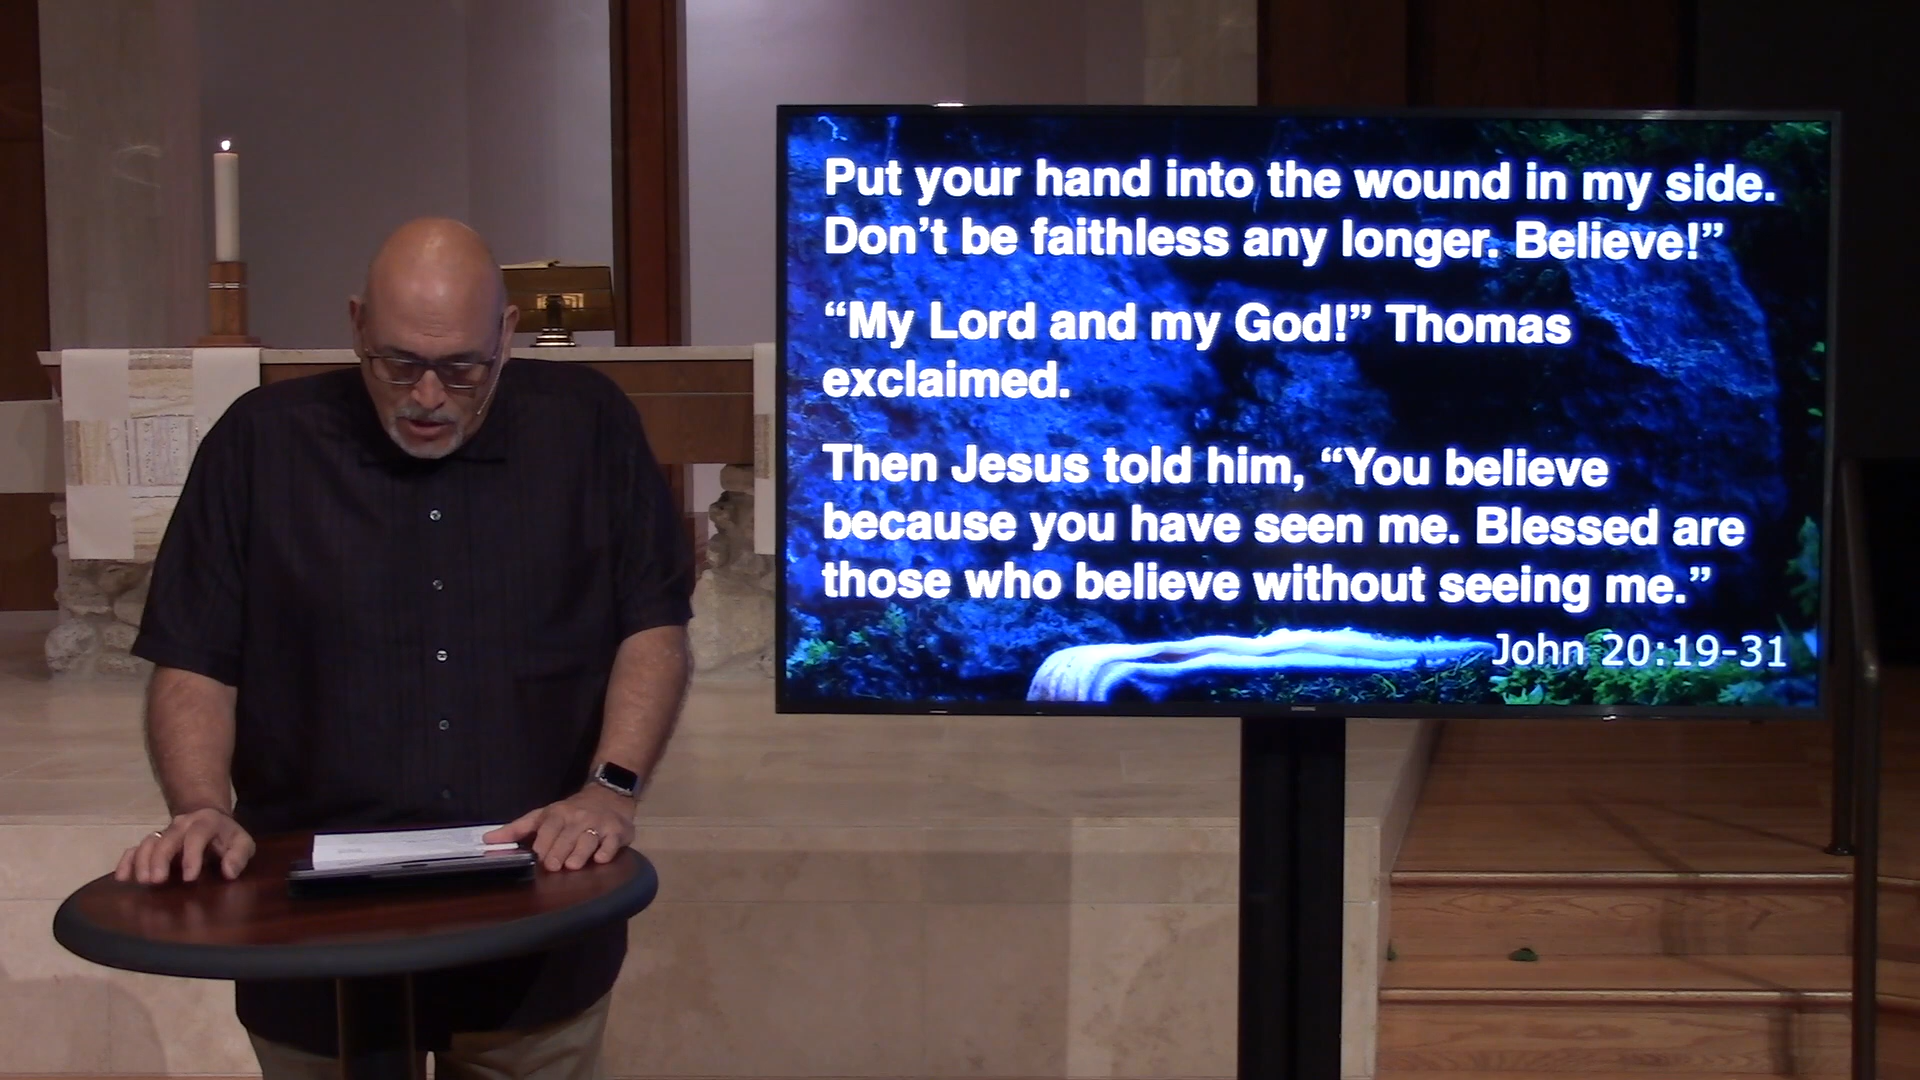 Put your hand into the wound in my side.
Don’t be faithless any longer. Believe!”
“My Lord and my God!” Thomas
exclaimed.
Then Jesus told him, “You believe
because you have seen me. Blessed are
those who believe without seeing me.”
John 20:19-31